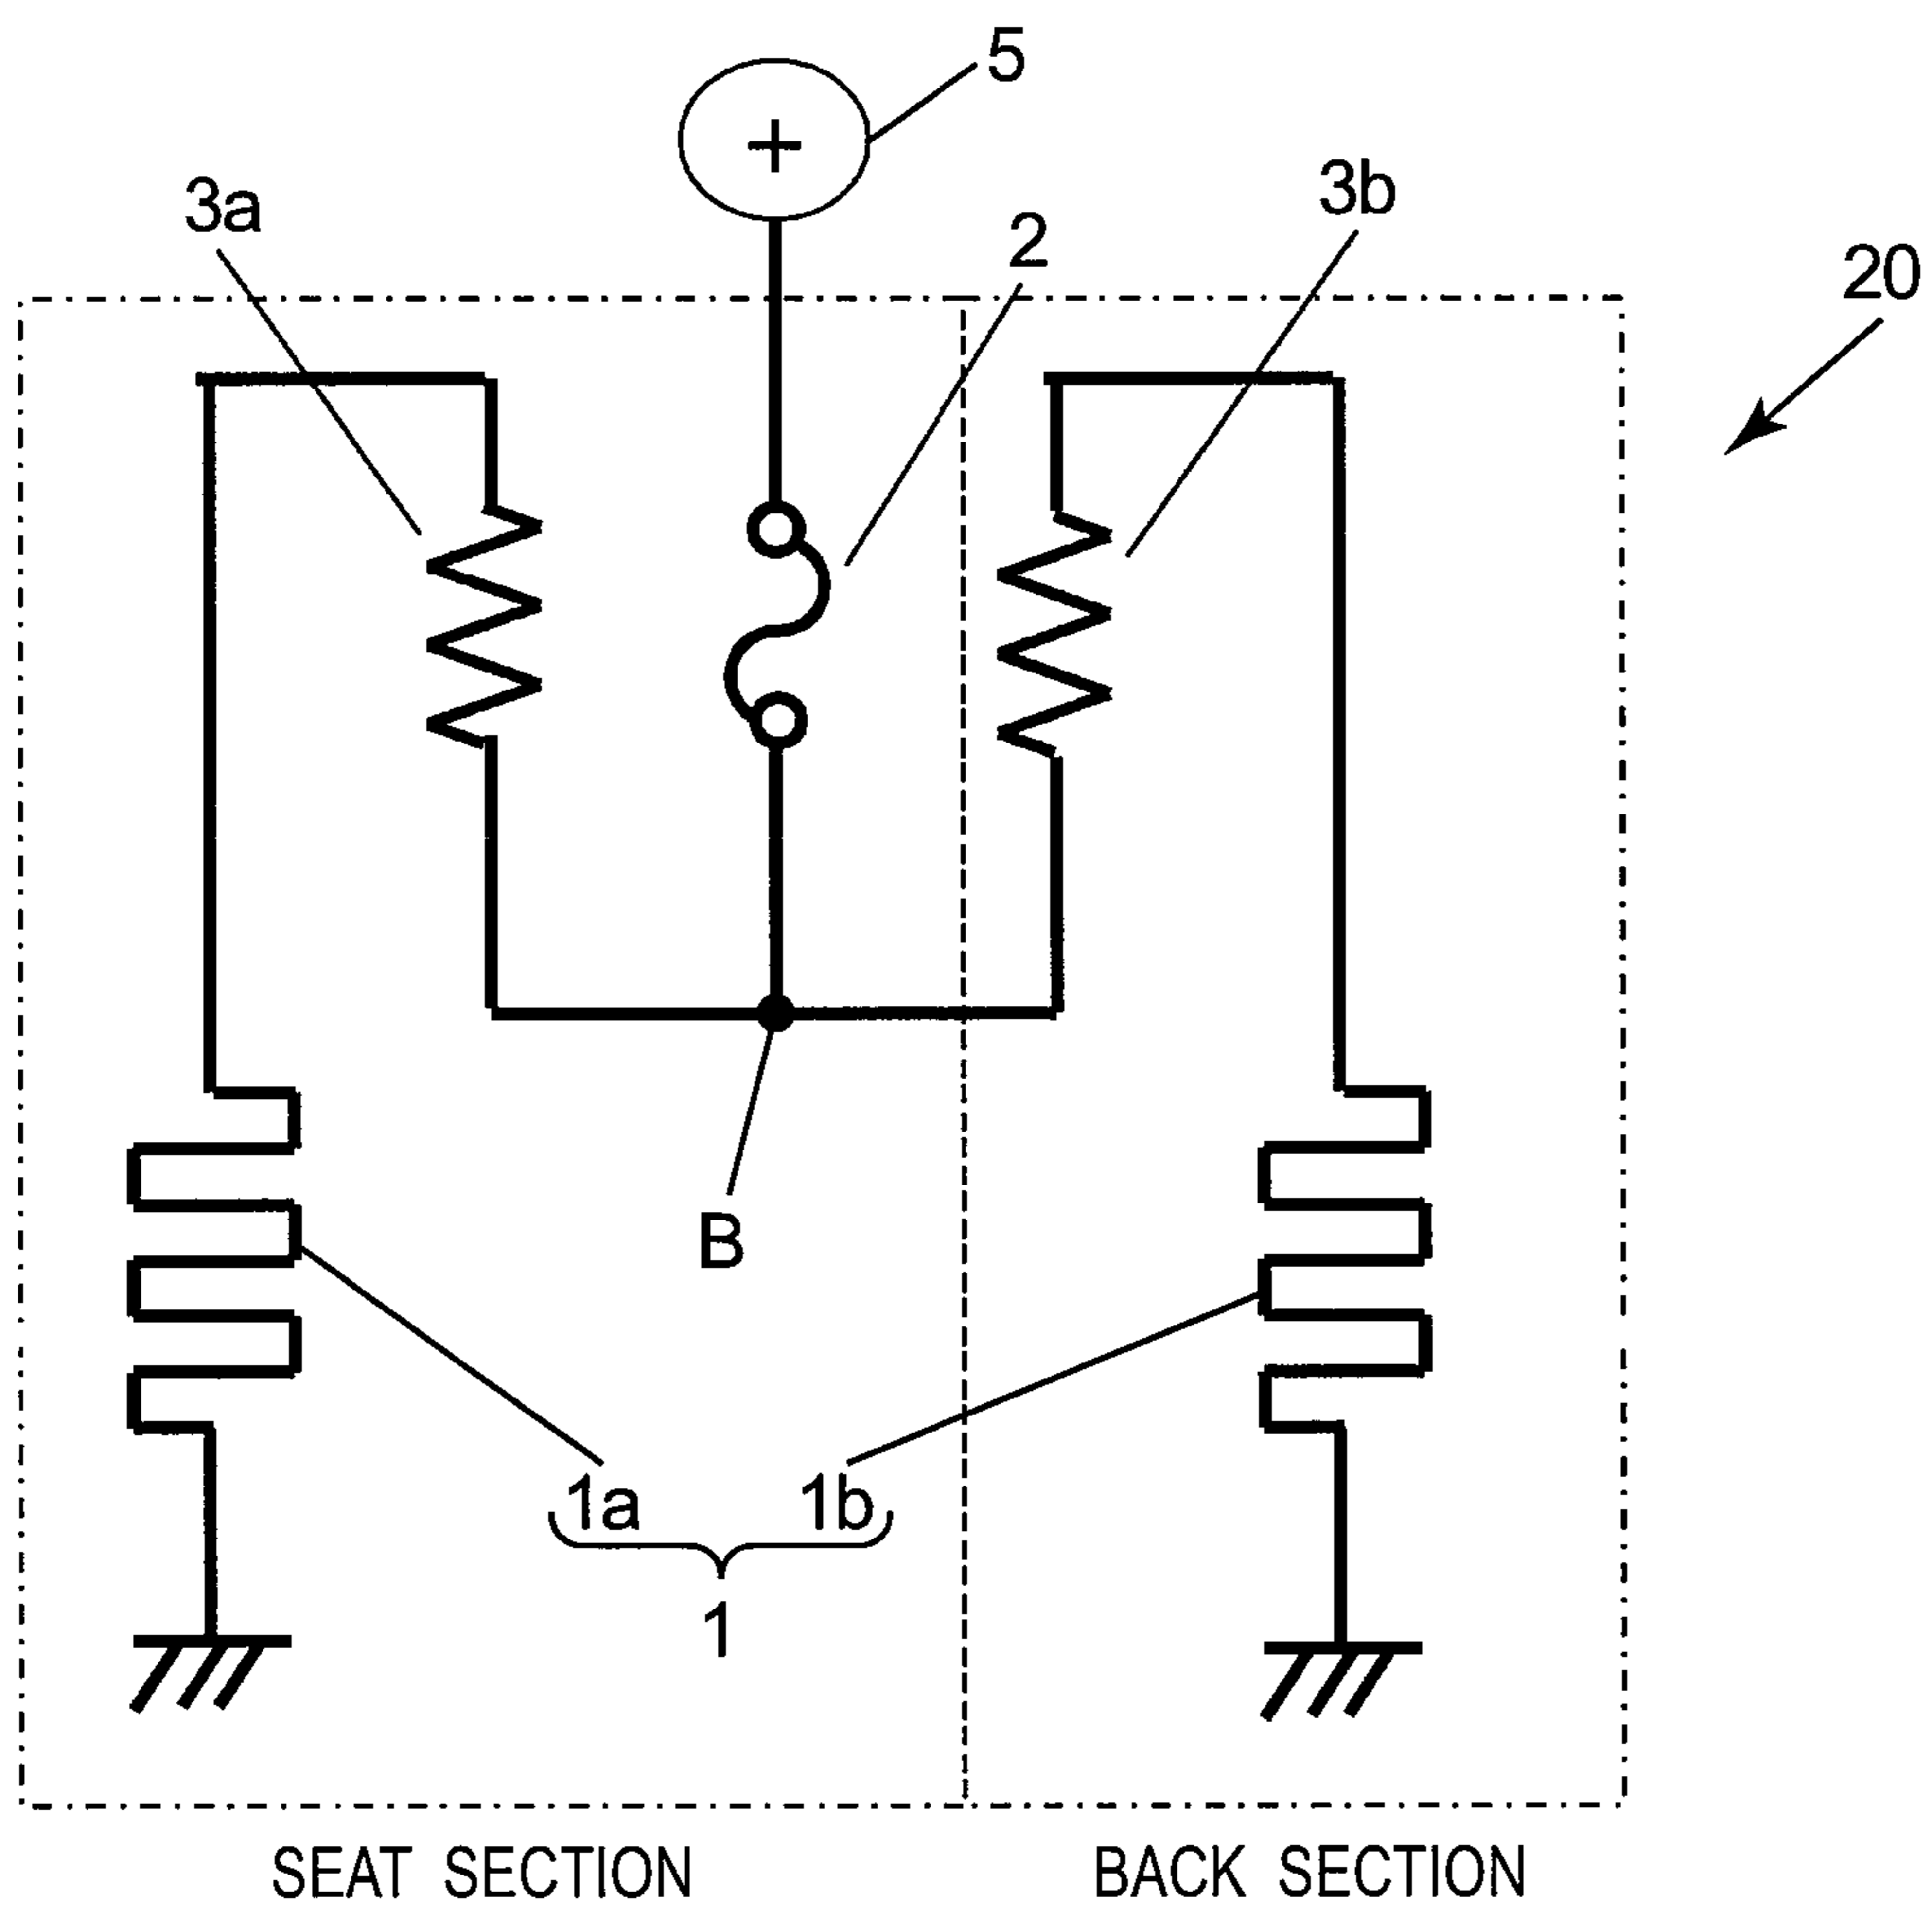 5
3a
3b
2
20
+
B
1a 1b
1
SEAT SECTION BACK SECTION